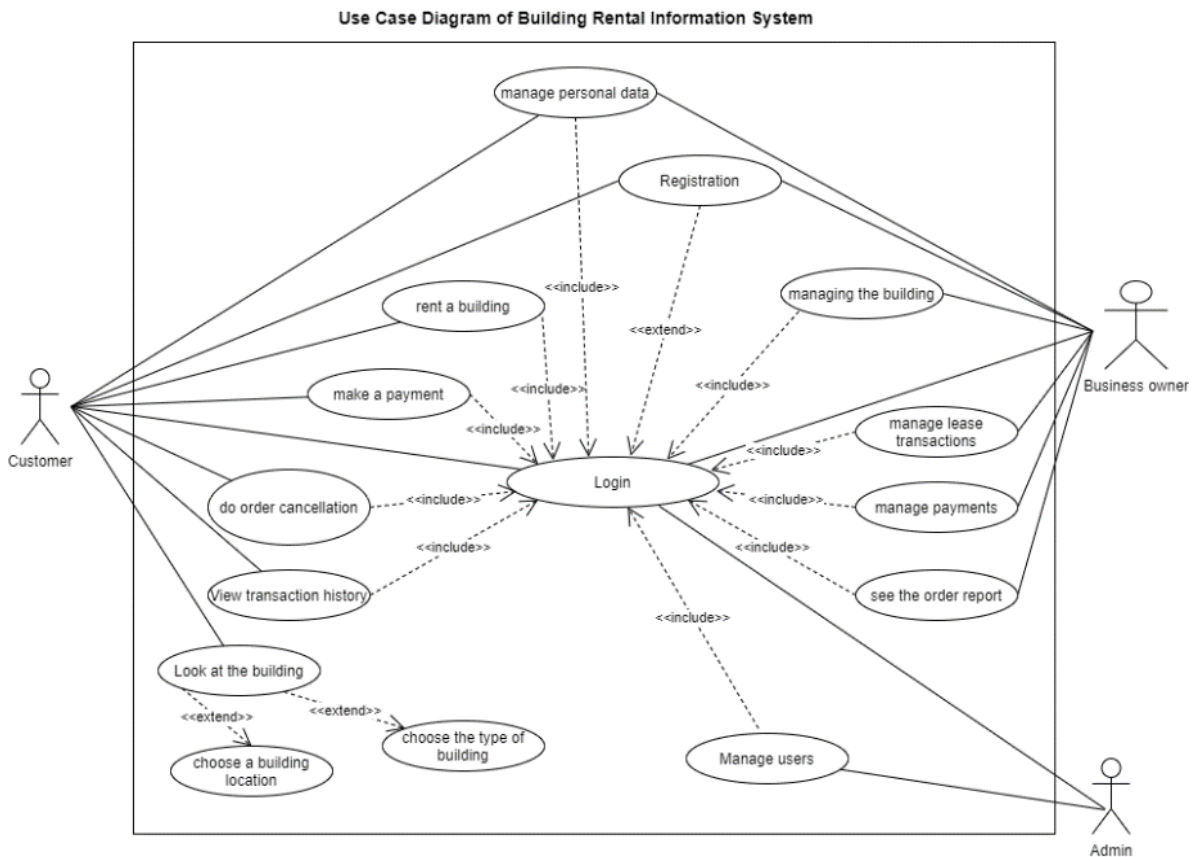 Use Case Diagram of Building Rental Information System
manage personal data
Registration
<<include>>
rent a building
managing the building
<<extend>>
Business owner
<<include>>
<<include>>
make a payment
<<include>>
manage lease
transactions
<<include>>
Customer
Login
do order cancellation
<<include>>
<<include>>
manage payments
<<include>>
<<include>>
View transaction history
see the order report
<<include>>
Look at the building
<<extend>>
<<extend>>
choose the type of
building
choose a building
location
Manage users
Admin